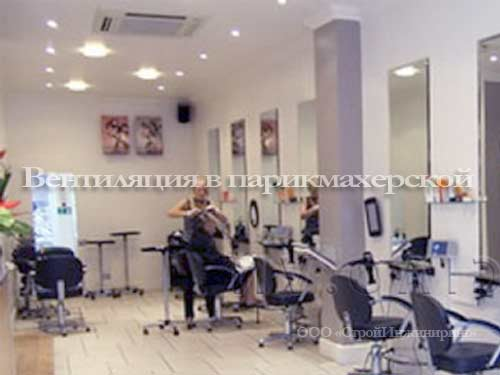 Вентиляция в парикмахерской
ООО «СтройИнжиниринг»